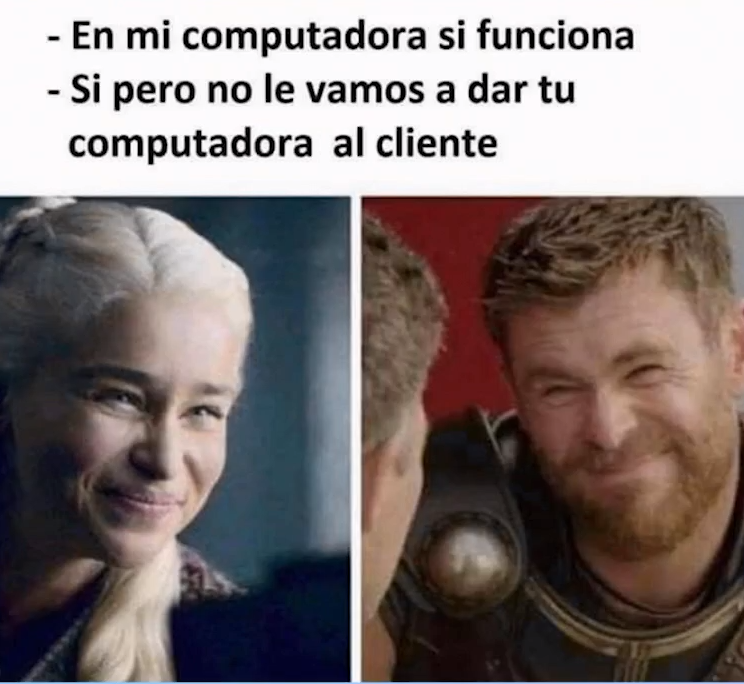 - En mi computadora si funciona
- Si pero no le vamos a dar tu
computadora al cliente